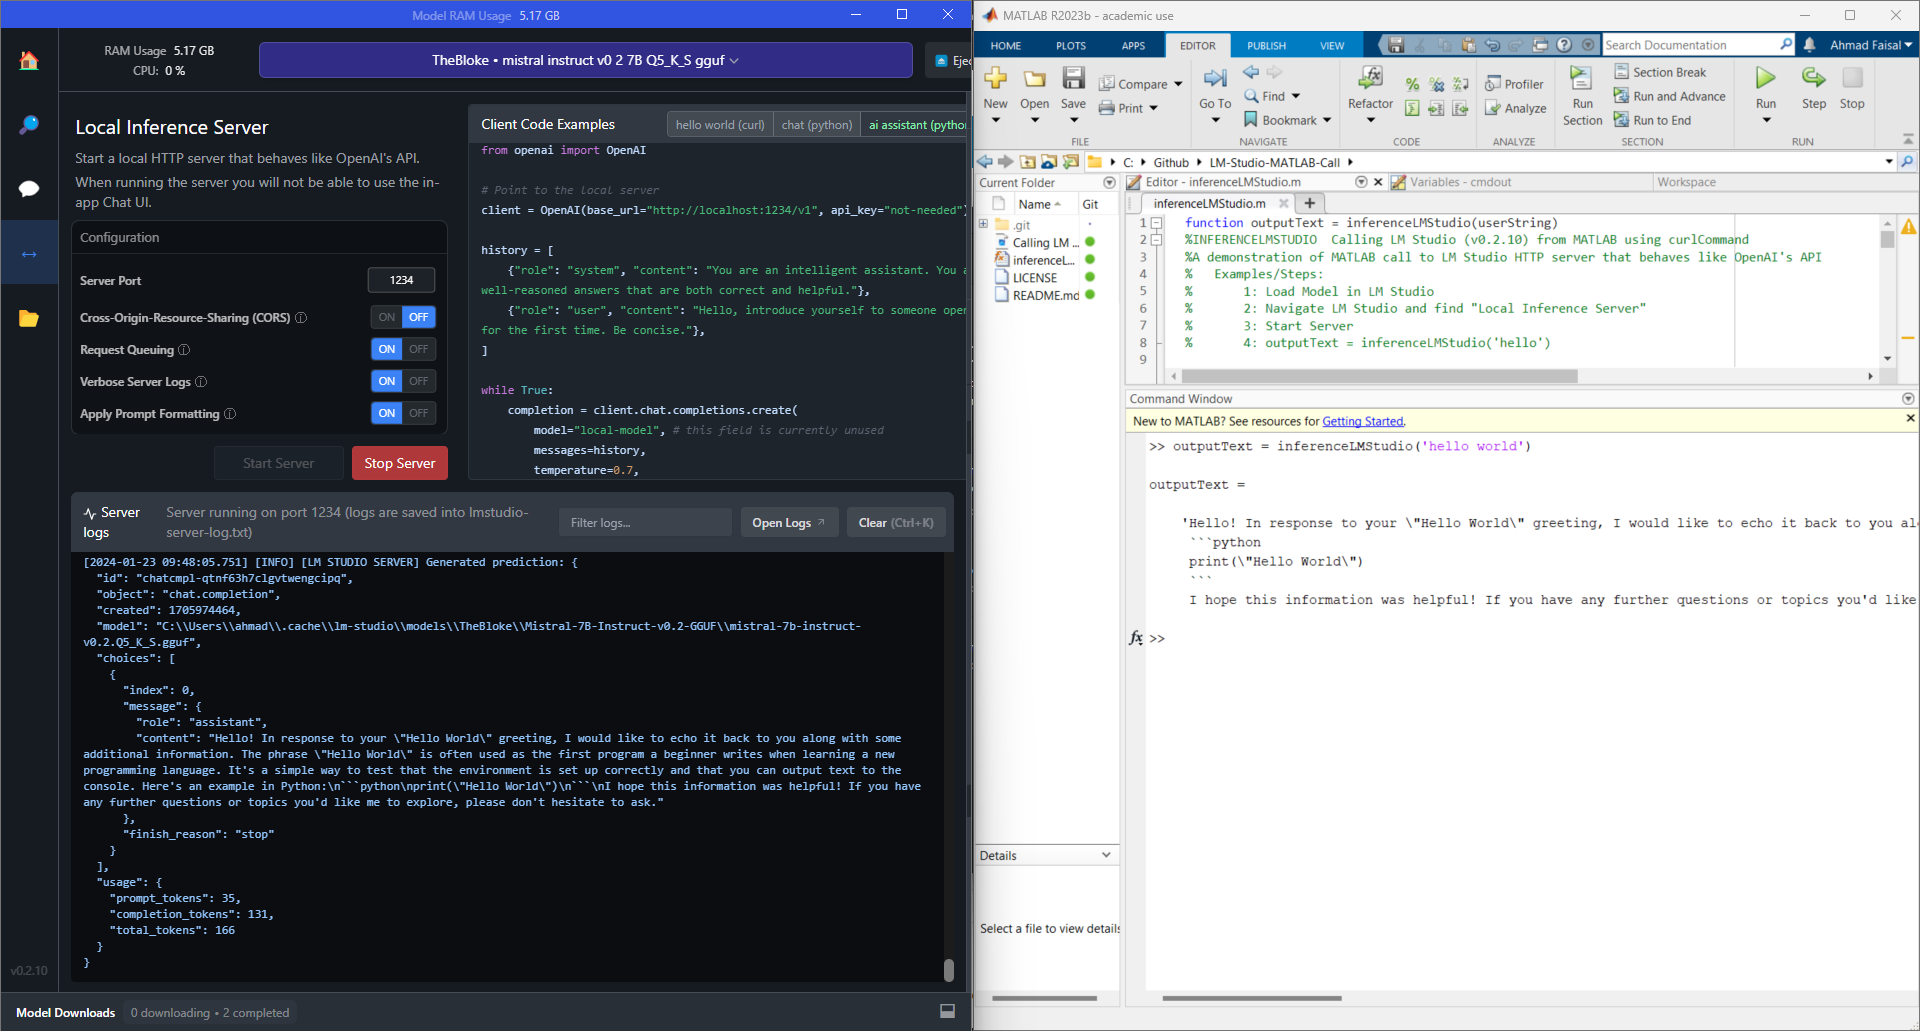 Model RAM Usage 5.17 GB
RAM Usage 5.17 GB
CPU: 0 %
TheBloke • mistral instruct v0 2 7B Q5_K_S gguf
Ejec
Local Inference Server
Start a local HTTP server that behaves like OpenAI's API.
When running the server you will not be able to use the in-
app Chat UI.
Configuration
Server Port 1234
Cross-Origin-Resource-Sharing (CORS) ON OFF
Request Queuing ON OFF
Verbose Server Logs ON OFF
Apply Prompt Formatting ON OFF
Start Server Stop Server
Client Code Examples hello world (curl) chat (python) ai assistant (pytho
from openai import OpenAI
# Point to the local server
client = OpenAI(base_url="http://localhost:1234/v1", api_key="not-needed")
history = [
{"role": "system", "content": "You are an intelligent assistant. You a
well-reasoned answers that are both correct and helpful."},
{"role": "user", "content": "Hello, introduce yourself to someone open
for the first time. Be concise."},
]
while True:
completion = client.chat.completions.create(
model="local-model", # this field is currently unused
messages=history,
temperature=0.7,
Server
logs
Server running on port 1234 (logs are saved into lmstudio-
server-log.txt)
Filter logs...
Open Logs
Clear (Ctrl+K)
[2024-01-23 09:48:05.751] [INFO] [LM STUDIO SERVER] Generated prediction: {
"id": "chatcmpl-qtnf63h7clgvtwengcipq",
"object": "chat.completion",
"created": 1705974464,
"model": "C:\\Users\\ahmad\\.cache\\lm-studio\\models\\TheBloke\\Mistral-7B-Instruct-v0.2-GGUF\\mistral-7b-instruct-
v0.2.Q5_K_S.gguf",
"choices": [
{
"index": 0,
"message": {
"role": "assistant",
"content": "Hello! In response to your \"Hello World\" greeting, I would like to echo it back to you along with some
additional information. The phrase \"Hello World\" is often used as the first program a beginner writes when learning a new
programming language. It's a simple way to test that the environment is set up correctly and that you can output text to the
console. Here's an example in Python:\n```python\nprint(\"Hello World\")\n```\nI hope this information was helpful! If you have
any further questions or topics you'd like me to explore, please don't hesitate to ask."
},
"finish_reason": "stop"
}
],
"usage": {
"prompt_tokens": 35,
"completion_tokens": 131,
"total_tokens": 166
}
}
v0.2.10
Model Downloads 0 downloading • 2 completed
MATLAB R2023b - academic use
HOME PLOTS APPS EDITOR PUBLISH VIEW
Search Documentation
Ahmad Faisal
New Open Save
Compare
Print
FILE
Go To
Find
Bookmark
NAVIGATE
Refactor
CODE
Profiler
Analyze
ANALYZE
Run
Section
Section Break
Run and Advance
Run to End
SECTION
Run Step Stop
RUN
C: Github LM-Studio-MATLAB-Call
Current Folder
Name Git
.git
Calling LM ...
inferenceL...
LICENSE
README.md
Details
Select a file to view details
Editor - inferenceLMStudio.m
Variables - cmdout
Workspace
inferenceLMStudio.m
1 function outputText = inferenceLMStudio(userString)
2 %INFERENCELMSTUDIO Calling LM Studio (v0.2.10) from MATLAB using curlCommand
3 %A demonstration of MATLAB call to LM Studio HTTP server that behaves like OpenAI's API
4 % Examples/Steps:
5 % 1: Load Model in LM Studio
6 % 2: Navigate LM Studio and find "Local Inference Server"
7 % 3: Start Server
8 % 4: outputText = inferenceLMStudio('hello')
9
Command Window
New to MATLAB? See resources for Getting Started.
>> outputText = inferenceLMStudio('hello world')
outputText =
'Hello! In response to your \"Hello World\" greeting, I would like to echo it back to you alo
```python
print(\"Hello World\")
```
I hope this information was helpful! If you have any further questions or topics you'd like
fx >>